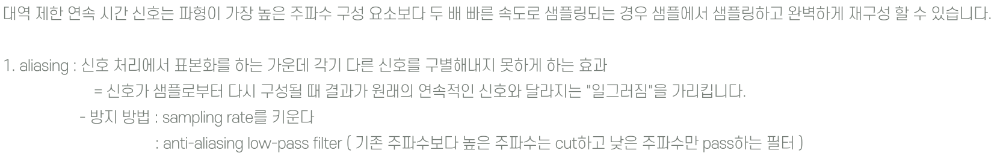 대역 제한 연속 시간 신호는 파형이 가장 높은 주파수 구성 요소보다 두 배 빠른 속도로 샘플링되는 경우 샘플에서 샘플링하고 완벽하게 재구성 할 수 있습니다.
1. aliasing : 신호 처리에서 표본화를 하는 가운데 각기 다른 신호를 구별해내지 못하게 하는 효과
= 신호가 샘플로부터 다시 구성될 때 결과가 원래의 연속적인 신호와 달라지는 "일그러짐"을 가리킵니다.
- 방지 방법 : sampling rate를 키운다
: anti-aliasing low-pass filter ( 기존 주파수보다 높은 주파수는 cut하고 낮은 주파수만 pass하는 필터 )